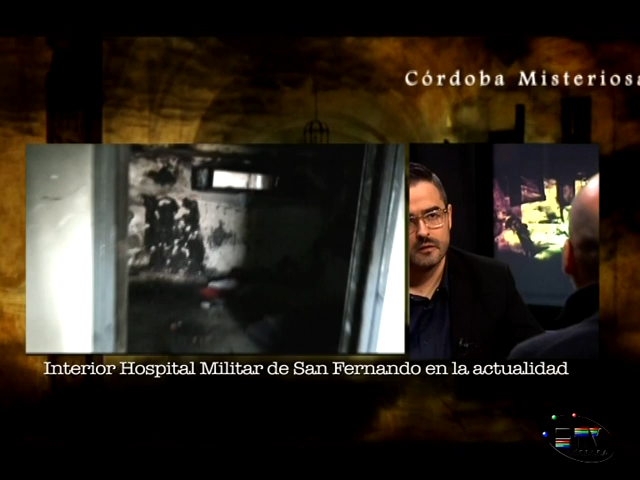 Córdoba Misteriosa
Interior Hospital Militar de San Fernando en la actualidad